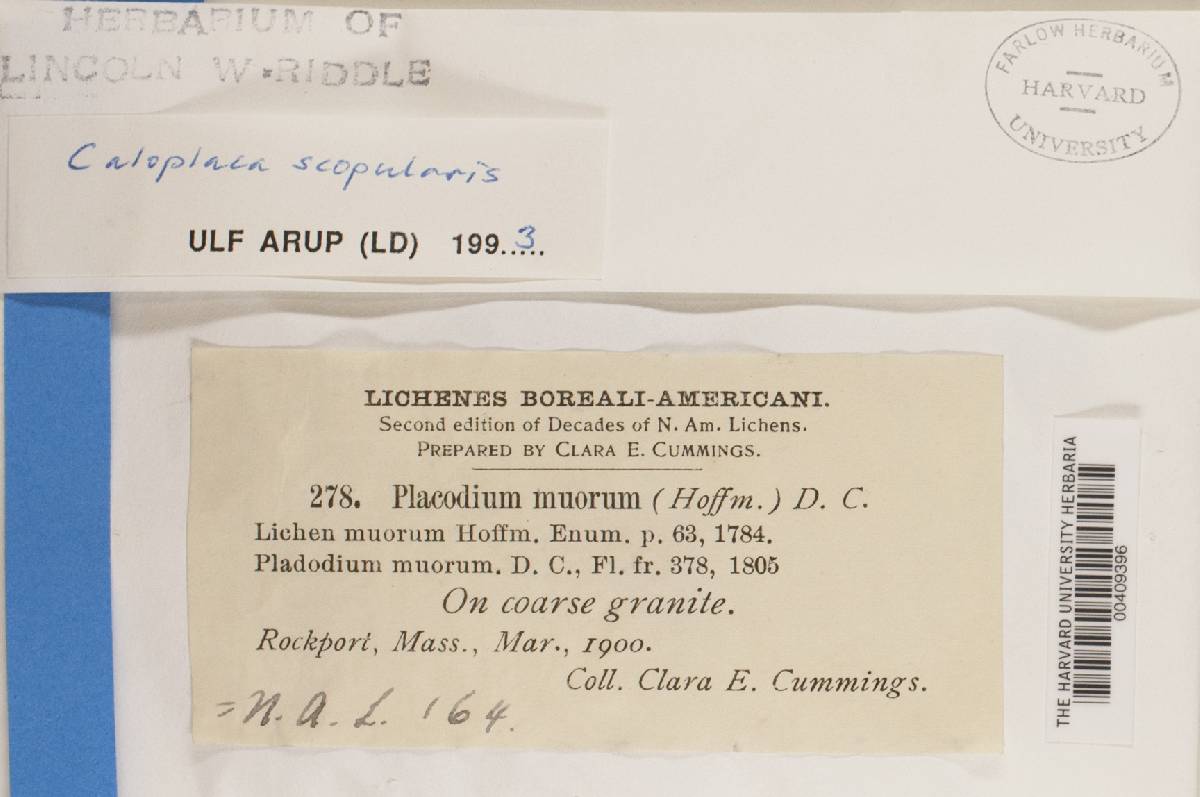 HERBARIUM OF
LINCOLN W. RIDDLE
FARLOW HERBARIUM
HARVARD
UNIVERSITY
Caloplaca scopularis
ULF ARUP (LD) 199..3..
LICHENES BOREALI-AMERICANI.
Second edition of Decades of N. Am. Lichens.
PREPARED BY CLARA E. CUMMINGS.
278. Placodium muorum (Hoffm.) D. C.
Lichen muorum Hoffm. Enum. p. 63, 1784.
Pladodium muorum. D. C., Fl. fr. 378, 1805
On coarse granite.
Rockport, Mass., Mar., 1900.
Coll. Clara E. Cummings.
=N. A. L. 164.
THE HARVARD UNIVERSITY HERBARIA
00409396